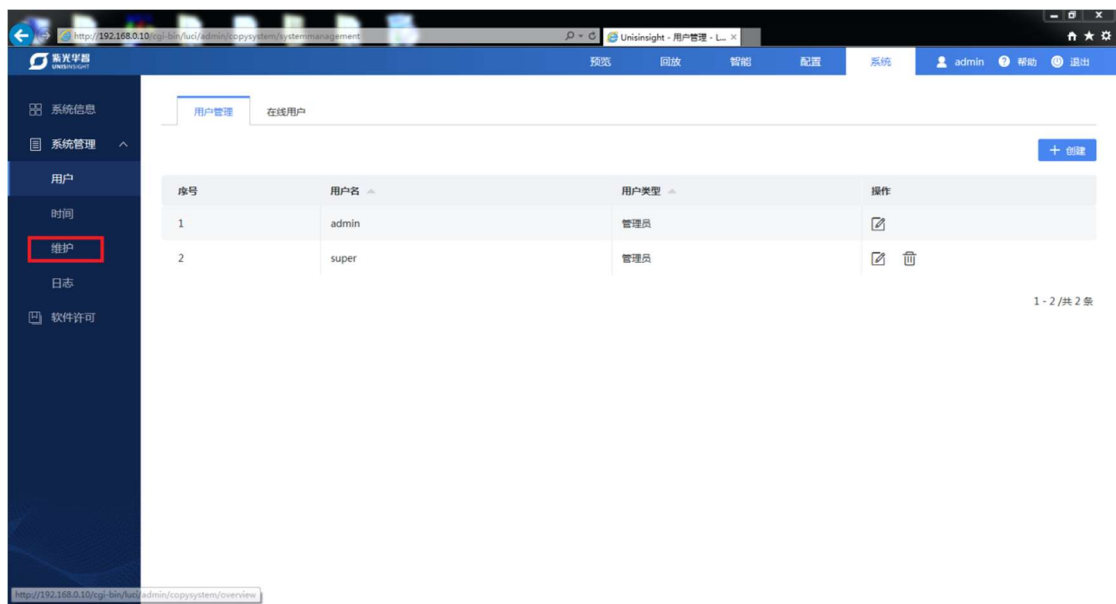 http://192.168.0.10/cgi-bin/luci/admin/copysystem/systemmanagement
Unisinsight - 用户管理 - L... ×
紫光华智
UNISINSIGHT
预览 回放 智能 配置 系统 admin 帮助 退出
系统信息
系统管理
用户
时间
维护
日志
软件许可
用户管理 在线用户
+ 创建
序号 用户名 用户类型 操作
1 admin 管理员
2 super 管理员
1 - 2 /共 2 条
http://192.168.0.10/cgi-bin/luci/admin/copysystem/overview